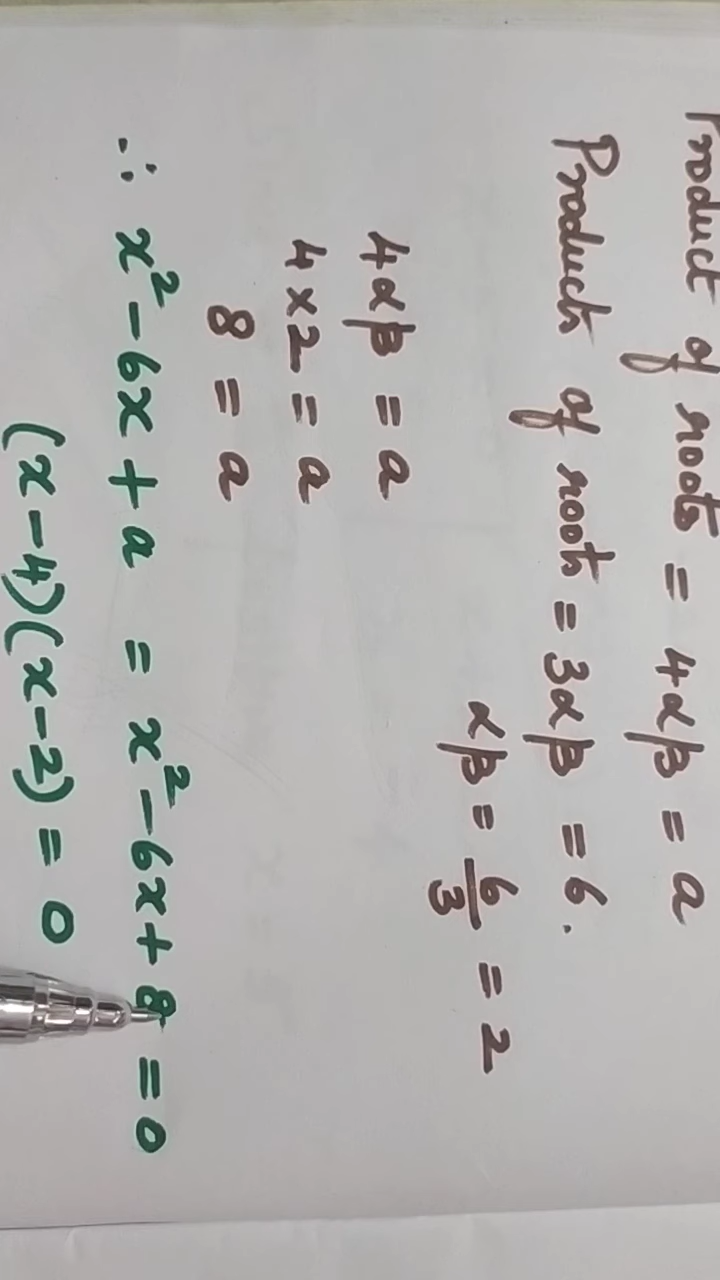 Product of roots = 4αβ = a
Product of roots = 3αβ = 6.
αβ = 6/3 = 2
4αβ = a
4 × 2 = a
8 = a
∴ x² - 6x + a = x² - 6x + 8 = 0
(x - 4)(x - 2) = 0